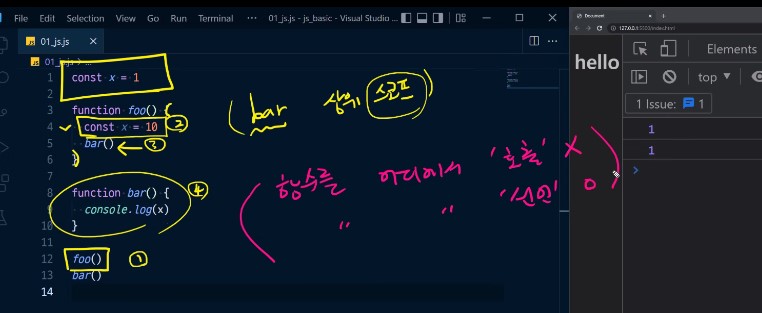 File Edit Selection View Go Run Terminal ... 01_js.js - js_basic - Visual Studio ...
01_js.js
01_js.js > ...
1 const x = 1
2
3 function foo() {
4 const x = 10 ②
5 bar() ← ③
6 }
7
8 function bar() { ④
9 console.log(x)
10 }
11
12 foo() ①
13 bar()
14
bar 상위 스코프
함수를 어디에서 '호출' X
" " '선언' O
Document
127.0.0.1:5500/index.html
hello
Elements
top ▼
1 Issue: 1
1
1
>